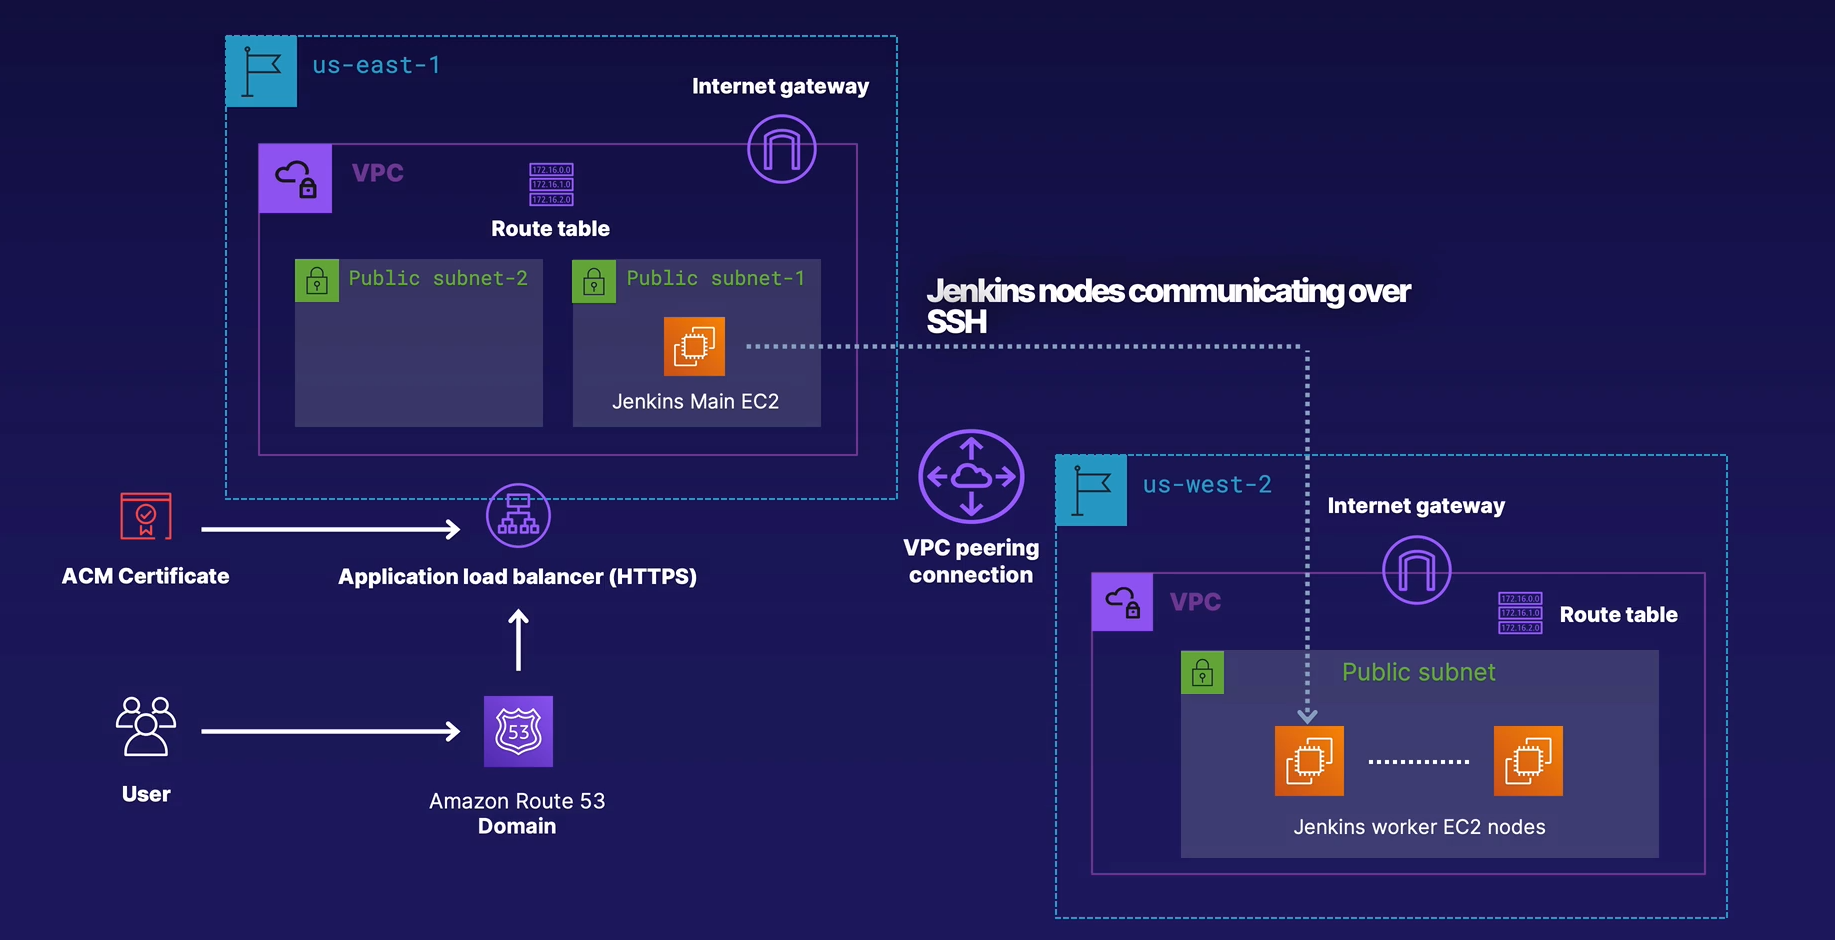 us-east-1
Internet gateway
VPC
172.16.0.0
172.16.1.0
172.16.2.0
Route table
Public subnet-2
Public subnet-1
Jenkins Main EC2
Jenkins nodes communicating over
SSH
ACM Certificate
Application load balancer (HTTPS)
VPC peering
connection
User
53
Amazon Route 53
Domain
us-west-2
Internet gateway
VPC
172.16.0.0
172.16.1.0
172.16.2.0
Route table
Public subnet
Jenkins worker EC2 nodes